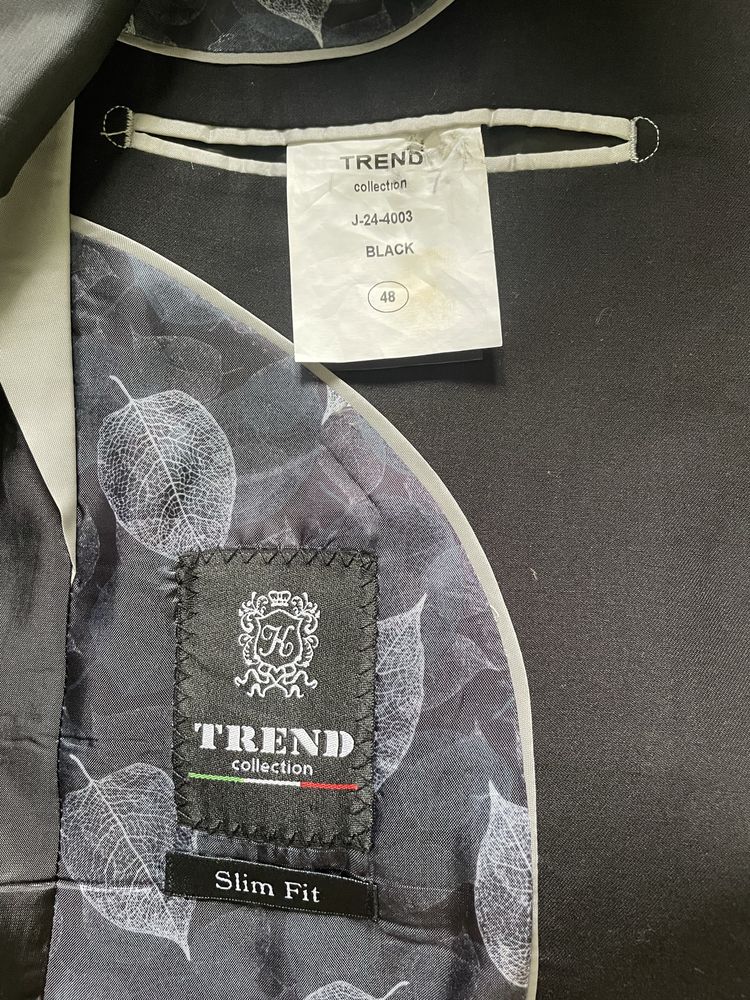 TREND
collection
J-24-4003
BLACK
48
K
TREND
collection
Slim Fit